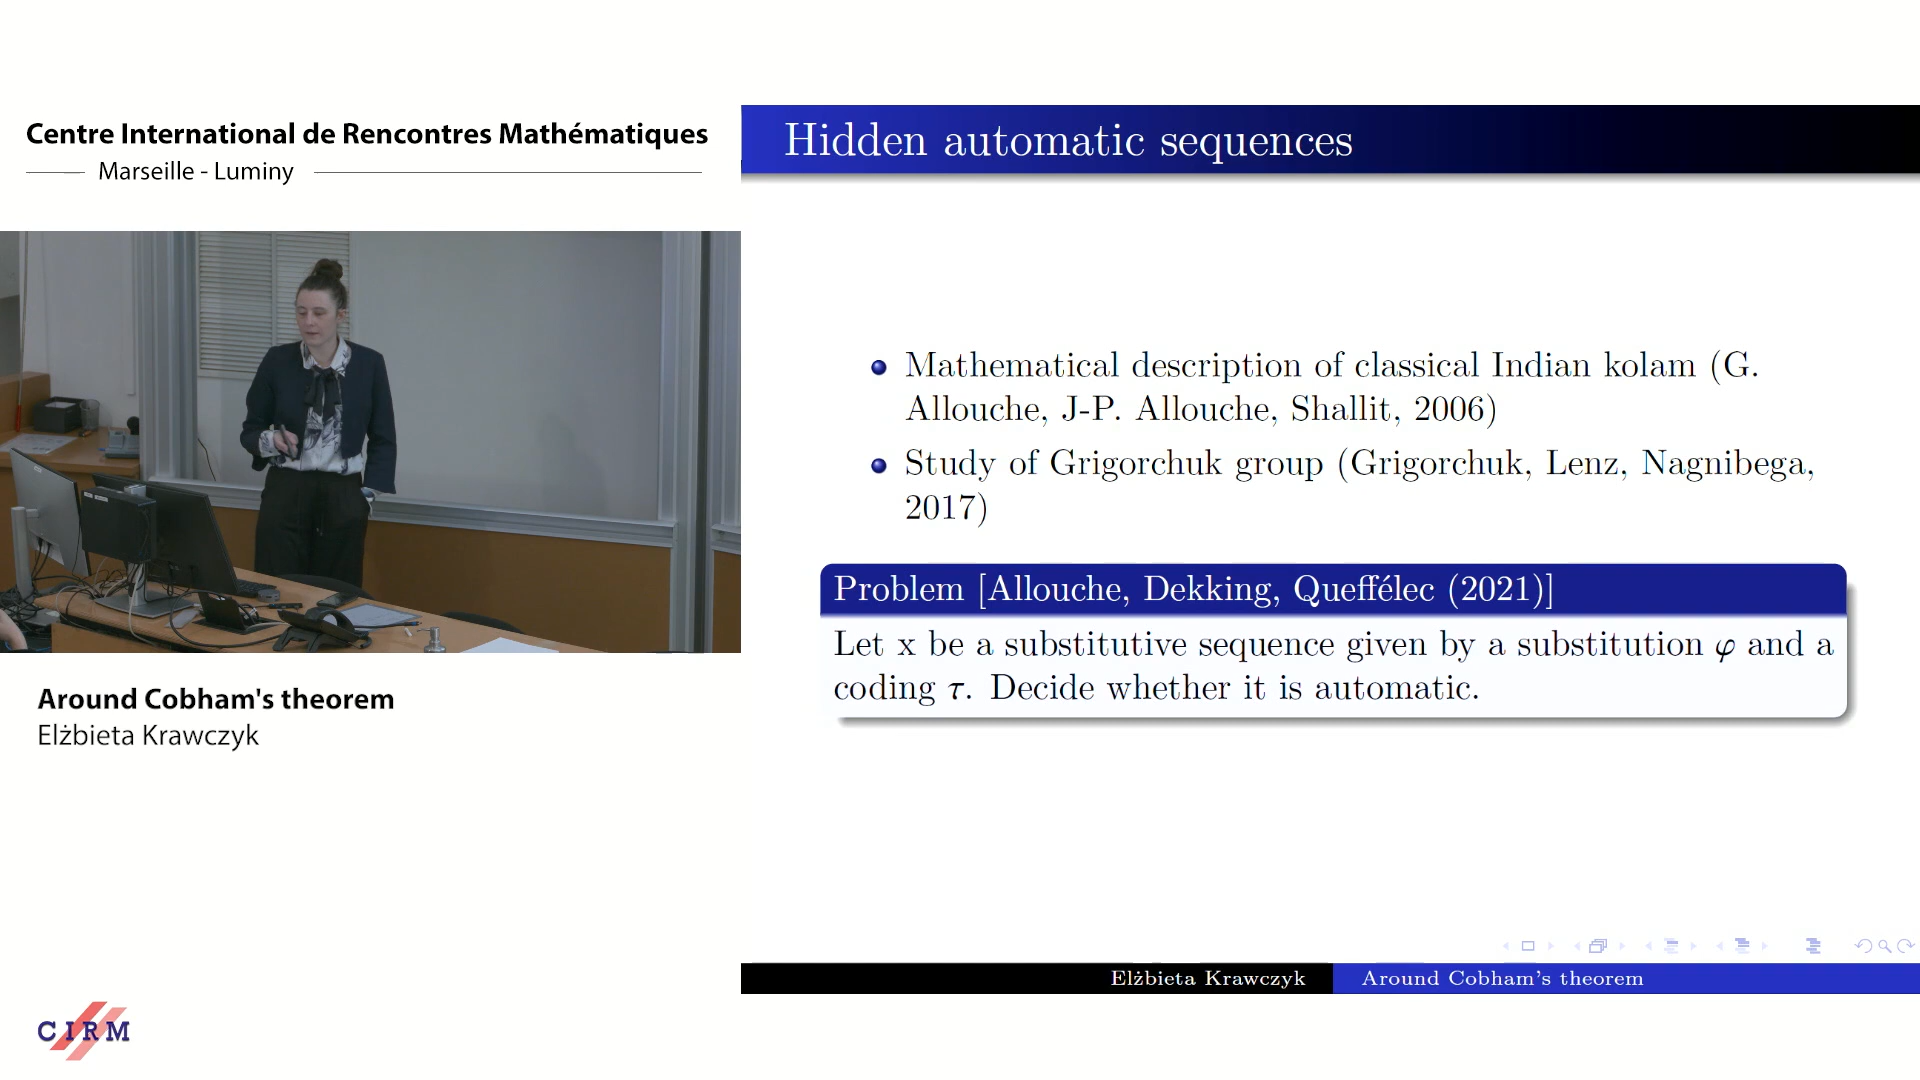 Centre International de Rencontres Mathématiques
Marseille - Luminy
Around Cobham's theorem
Elżbieta Krawczyk
CIRM
Hidden automatic sequences
Mathematical description of classical Indian kolam (G.
Allouche, J-P. Allouche, Shallit, 2006)
Study of Grigorchuk group (Grigorchuk, Lenz, Nagnibega,
2017)
Problem [Allouche, Dekking, Queffélec (2021)]
Let x be a substitutive sequence given by a substitution φ and a
coding τ. Decide whether it is automatic.
Elżbieta Krawczyk
Around Cobham's theorem